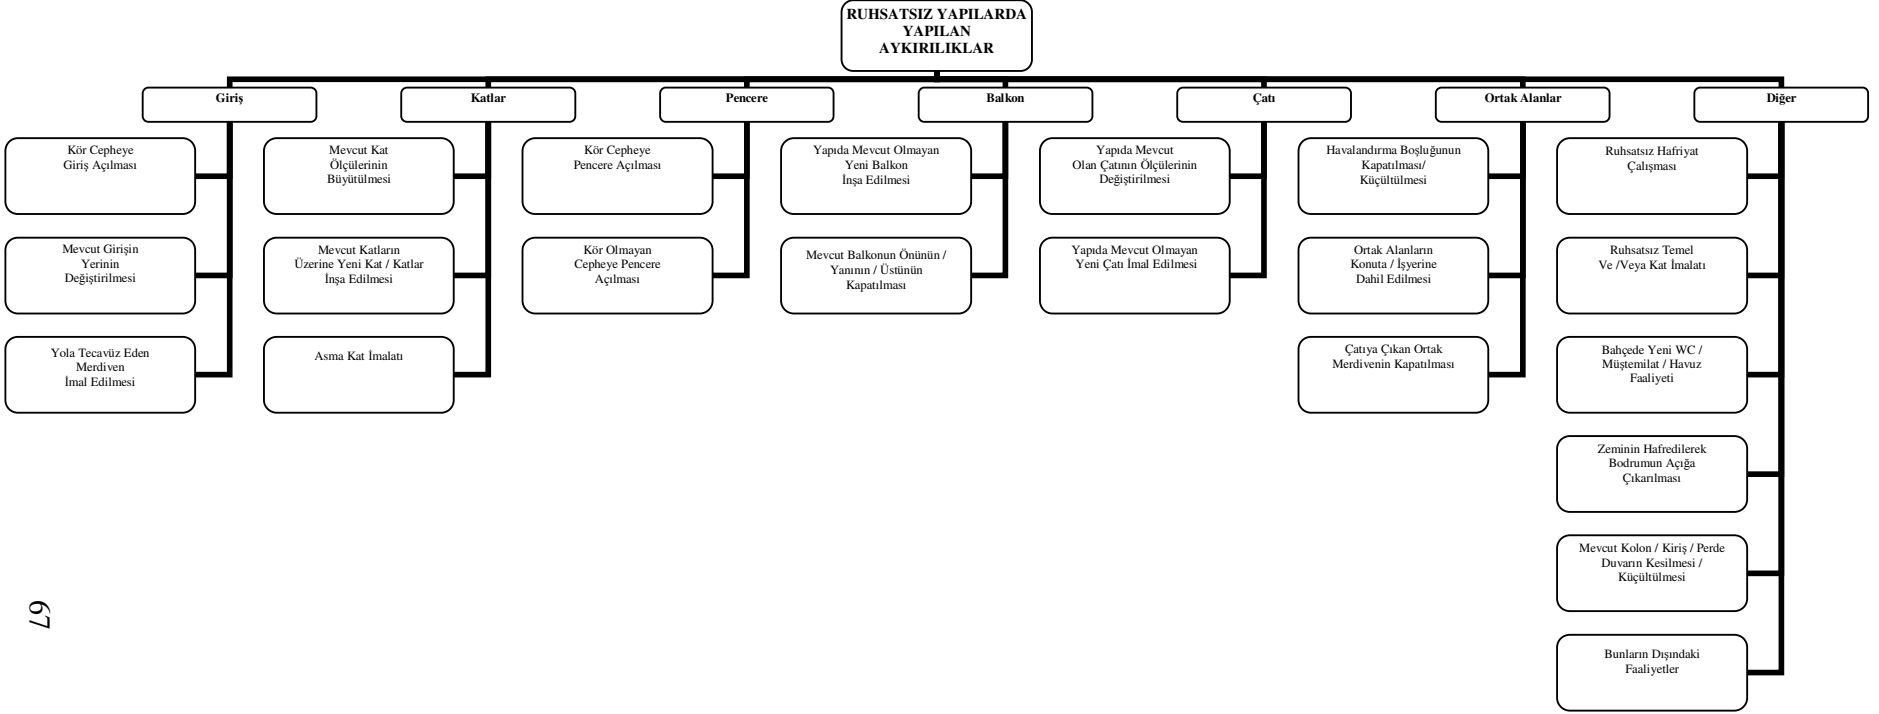 RUHSATSIZ YAPILARDA
YAPILAN
AYKIRILIKLAR
Giriş
Kör Cepheye
Giriş Açılması
Mevcut Girişin
Yerinin
Değiştirilmesi
Yola Tecavüz Eden
Merdiven
İmal Edilmesi
Katlar
Mevcut Kat
Ölçülerinin
Büyütülmesi
Mevcut Katların
Üzerine Yeni Kat / Katlar
İnşa Edilmesi
Asma Kat İmalatı
Pencere
Kör Cepheye
Pencere Açılması
Kör Olmayan
Cepheye Pencere
Açılması
Balkon
Yapıda Mevcut Olmayan
Yeni Balkon
İnşa Edilmesi
Mevcut Balkonun Önünün /
Yanının / Üstünün
Kapatılması
Çatı
Yapıda Mevcut
Olan Çatının Ölçülerinin
Değiştirilmesi
Yapıda Mevcut Olmayan
Yeni Çatı İmal Edilmesi
Ortak Alanlar
Havalandırma Boşluğunun
Kapatılması/
Küçültülmesi
Ortak Alanların
Konuta / İşyerine
Dahil Edilmesi
Çatıya Çıkan Ortak
Merdivenin Kapatılması
Diğer
Ruhsatsız Hafriyat
Çalışması
Ruhsatsız Temel
Ve /Veya Kat İmalatı
Bahçede Yeni WC /
Müştemilat / Havuz
Faaliyeti
Zeminin Hafredilerek
Bodrumun Açığa
Çıkarılması
Mevcut Kolon / Kiriş / Perde
Duvarın Kesilmesi /
Küçültülmesi
Bunların Dışındaki
Faaliyetler
67